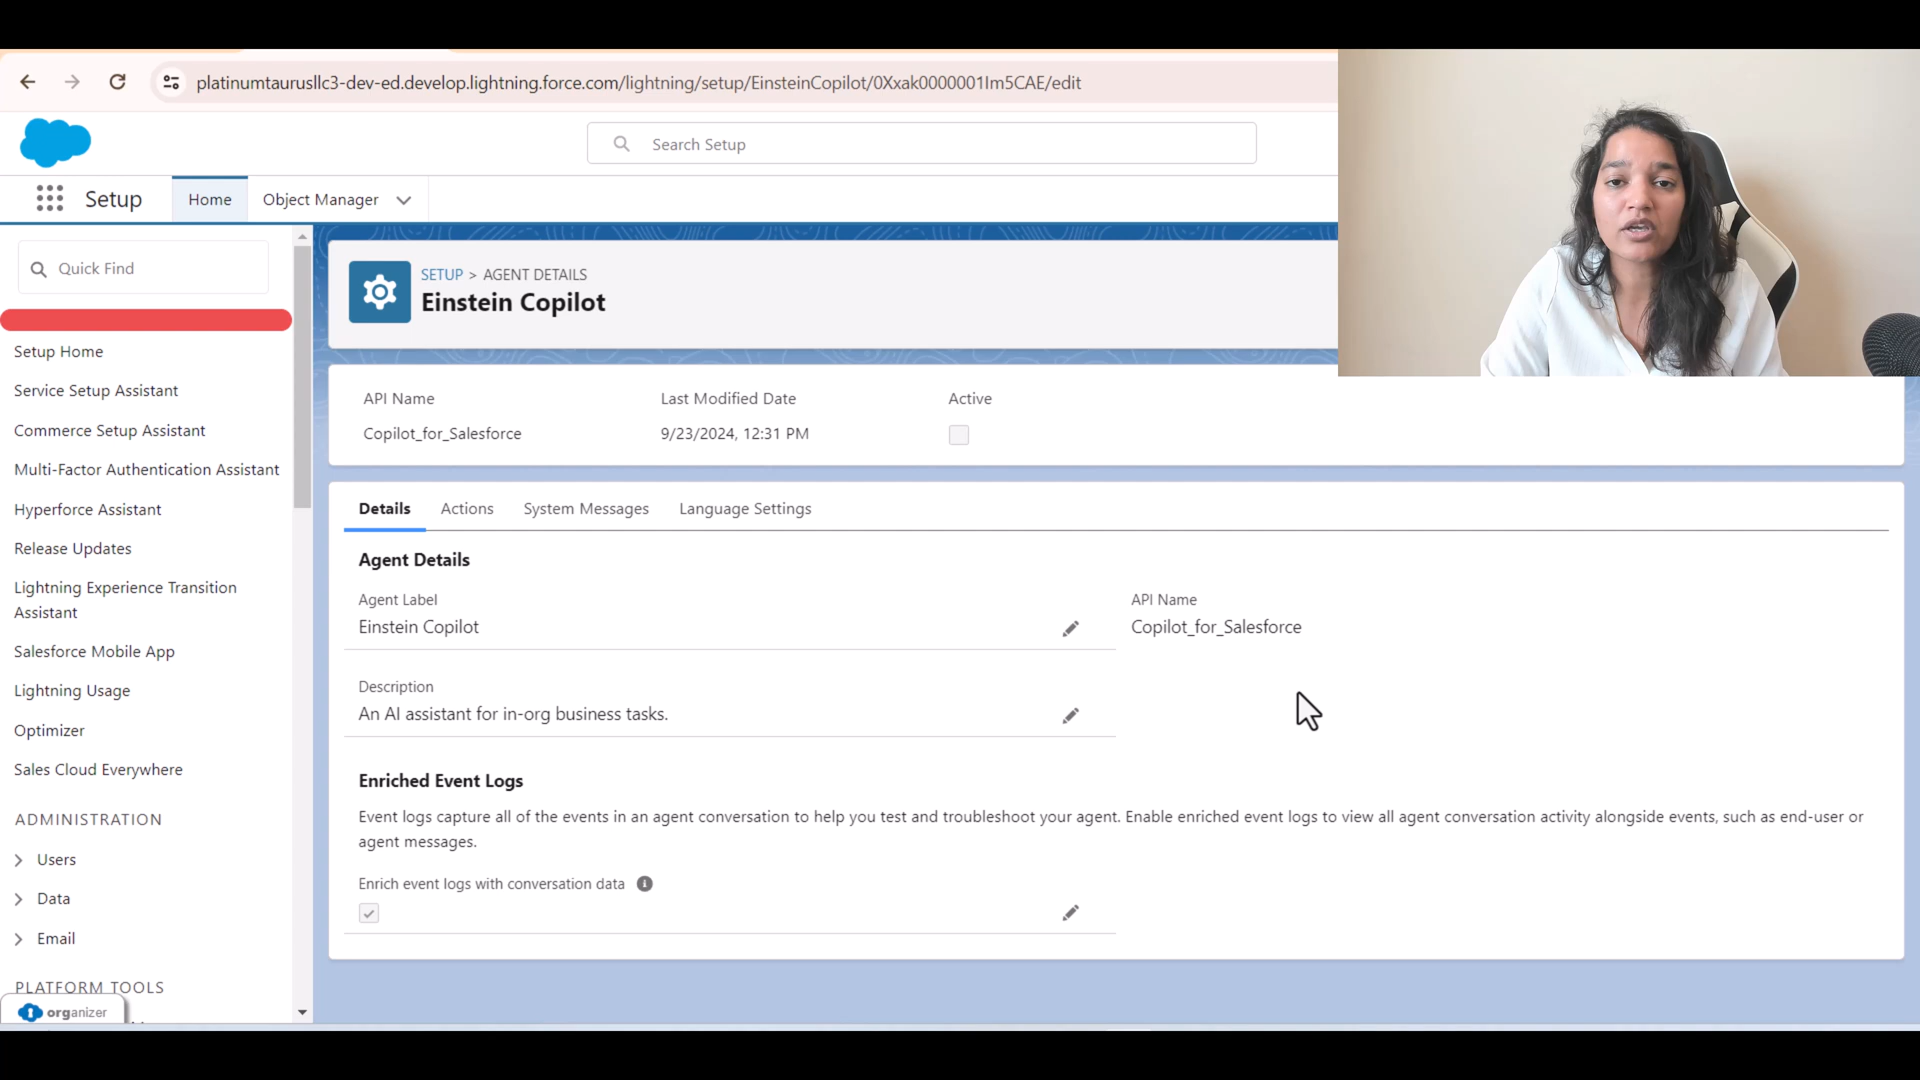 platinumtaurusllc3-dev-ed.develop.lightning.force.com/lightning/setup/EinsteinCopilot/0Xxak0000001Im5CAE/edit
Search Setup
Setup
Home
Object Manager
Quick Find
Setup Home
Service Setup Assistant
Commerce Setup Assistant
Multi-Factor Authentication Assistant
Hyperforce Assistant
Release Updates
Lightning Experience Transition
Assistant
Salesforce Mobile App
Lightning Usage
Optimizer
Sales Cloud Everywhere
ADMINISTRATION
Users
Data
Email
PLATFORM TOOLS
organizer
SETUP > AGENT DETAILS
Einstein Copilot
API Name
Last Modified Date
Active
Copilot_for_Salesforce
9/23/2024, 12:31 PM
Details
Actions
System Messages
Language Settings
Agent Details
Agent Label
API Name
Einstein Copilot
Copilot_for_Salesforce
Description
An AI assistant for in-org business tasks.
Enriched Event Logs
Event logs capture all of the events in an agent conversation to help you test and troubleshoot your agent. Enable enriched event logs to view all agent conversation activity alongside events, such as end-user or
agent messages.
Enrich event logs with conversation data